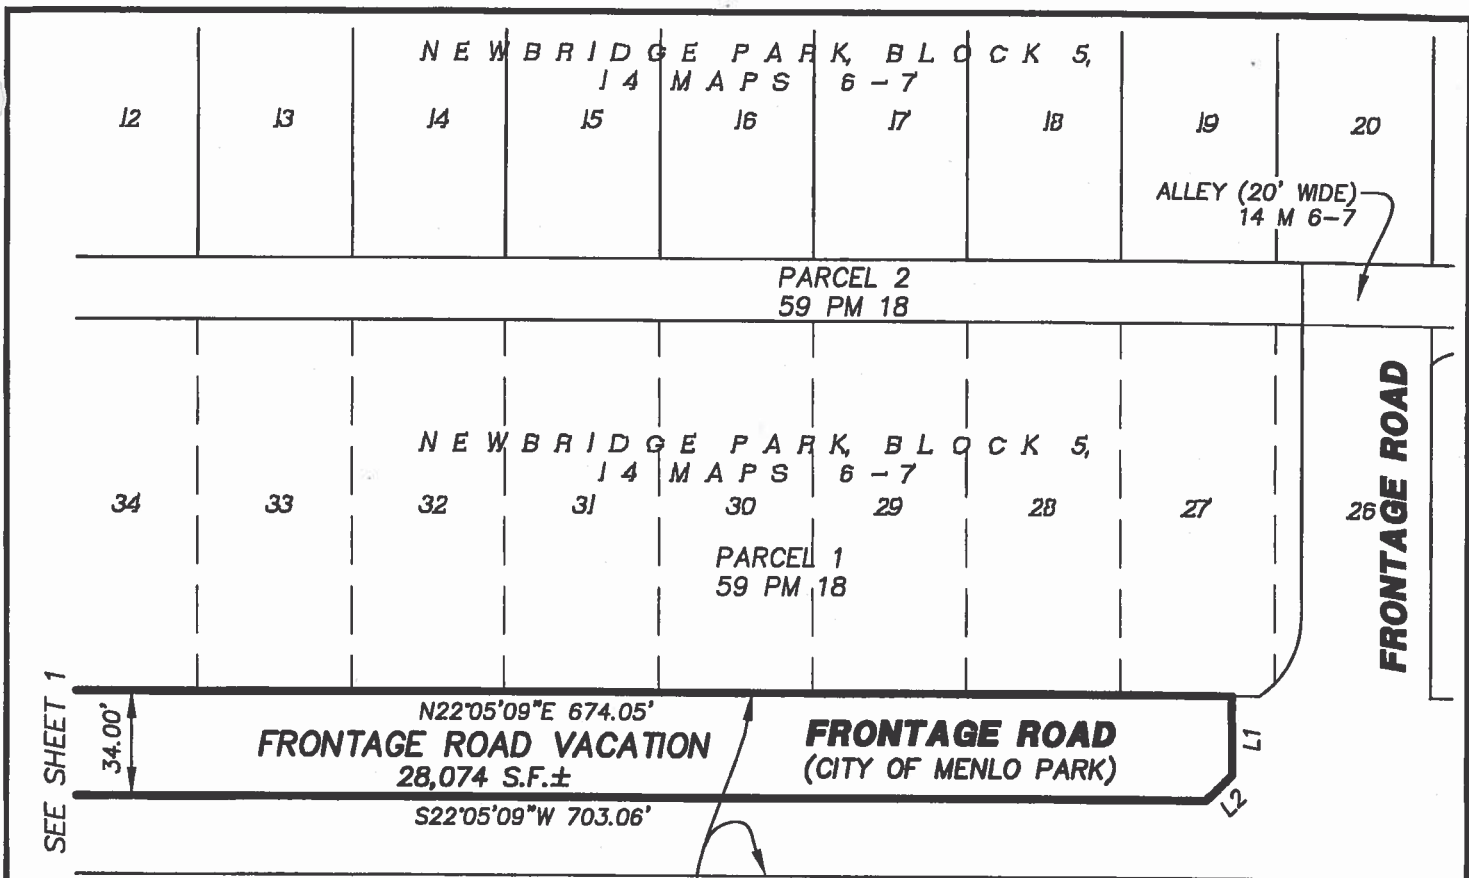 NEWBRIDGE PARK, BLOCK 5,
14 MAPS 6-7
12 13 14 15 16 17 18 19 20
ALLEY (20' WIDE)
14 M 6-7
PARCEL 2
59 PM 18
NEWBRIDGE PARK, BLOCK 5,
14 MAPS 6-7
34 33 32 31 30 29 28 27 26
FRONTAGE ROAD
PARCEL 1
59 PM 18
SEE SHEET 1
34.00'
N22°05'09"E 674.05'
FRONTAGE ROAD VACATION
28,074 S.F.±
FRONTAGE ROAD
(CITY OF MENLO PARK)
L1
L2
S22°05'09"W 703.06'